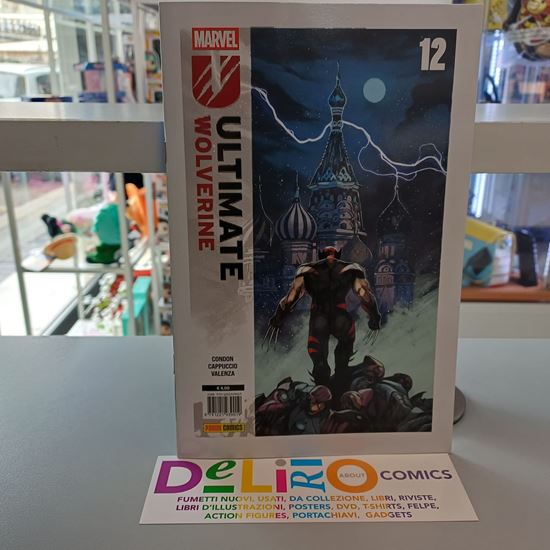 MARVEL
12
ULTIMATE
WOLVERINE
CONDON
CAPPUCCIO
VALENZA
PANINI COMICS
DELIRIO ABOUT COMICS
FUMETTI NUOVI, USATI, DA COLLEZIONE, LIBRI, RIVISTE,
LIBRI D'ILLUSTRAZIONI, POSTERS, DVD, T-SHIRTS, FELPE,
ACTION FIGURES, PORTACHIAVI, GADGETS